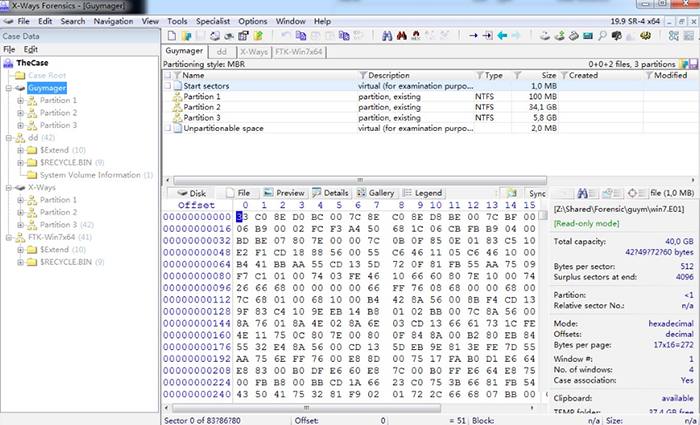 X-Ways Forensics - [Guymager]
File Edit Search Navigation View Tools Specialist Options Window Help 19.9 SR-4 x64
Case Data
File Edit
TheCase
Case Root
Guymager
Partition 1
Partition 2
Partition 3
dd (42)
$Extend (10)
$RECYCLE.BIN (9)
System Volume Information (1)
X-Ways
Partition 1
Partition 2
Partition 3
FTK-Win7x64 (41)
$Extend (10)
$RECYCLE.BIN (9)
Guymager dd X-Ways FTK-Win7x64
Partitioning style: MBR 0+0+2 files, 3 partitions
Name Description Type Size Created Modified
Start sectors virtual (for examination purpo... 1,0 MB
Partition 1 partition, existing NTFS 100 MB
Partition 2 partition, existing NTFS 34,1 GB
Partition 3 partition, existing NTFS 5,8 GB
Unpartitionable space virtual (for examination purpo... 2,0 MB
Disk File Preview Details Gallery Legend Sync file (1,0 MB)
Offset 0 1 2 3 4 5 6 7 8 9 10 11 12 13 14 15
00000000000 33 C0 8E D0 BC 00 7C 8E C0 8E D8 BE 00 7C BF 00
00000000016 06 B9 00 02 FC F3 A4 50 68 1C 06 CB FB B9 04 00
00000000032 BD BE 07 80 7E 00 00 7C 0B 0F 85 0E 01 83 C5 10
00000000048 E2 F1 CD 18 88 56 00 55 C6 46 11 05 C6 46 10 00
00000000064 B4 41 BB AA 55 CD 13 5D 72 0F 81 FB 55 AA 75 09
00000000080 F7 C1 01 00 74 03 FE 46 10 66 60 80 7E 10 00 74
00000000096 26 66 68 00 00 00 00 66 FF 76 08 68 00 00 68 00
00000000112 7C 68 01 00 68 10 00 B4 42 8A 56 00 8B F4 CD 13
00000000128 9F 83 C4 10 9E EB 14 B8 01 02 BB 00 7C 8A 56 00
00000000144 8A 76 01 8A 4E 02 8A 6E 03 CD 13 66 61 73 1C FE
00000000160 4E 11 75 0C 80 7E 00 80 0F 84 8A 00 B2 80 EB 84
00000000176 55 32 E4 8A 56 00 CD 13 5D EB 9E 81 3E FE 7D 55
00000000192 AA 75 6E FF 76 00 E8 8D 00 75 17 FA B0 D1 E6 64
00000000208 E8 83 00 B0 DF E6 60 E8 7C 00 B0 FF E6 64 E8 75
00000000224 00 FB B8 00 BB CD 1A 66 23 C0 75 3B 66 81 FB 54
00000000240 43 50 41 75 32 81 F9 02 01 72 2C 66 68 07 BB 00
[Z:\Shared\Forensic\guym\win7.E01]
[Read-only mode]
Total capacity: 40,0 GB
42?49?72?60 bytes
Bytes per sector: 512
Surplus sectors at end: 4096
Partition: <1
Relative sector No.: n/a
Mode: hexadecimal
Offsets: decimal
Bytes per page: 17x16=272
Window #: 1
No. of windows: 4
Case association: Yes
Clipboard: available
TEMP folder: 37,4 GB free
Sector 0 of 83?86?80 Offset: 0 = 51 Block: n/a Size: n/a